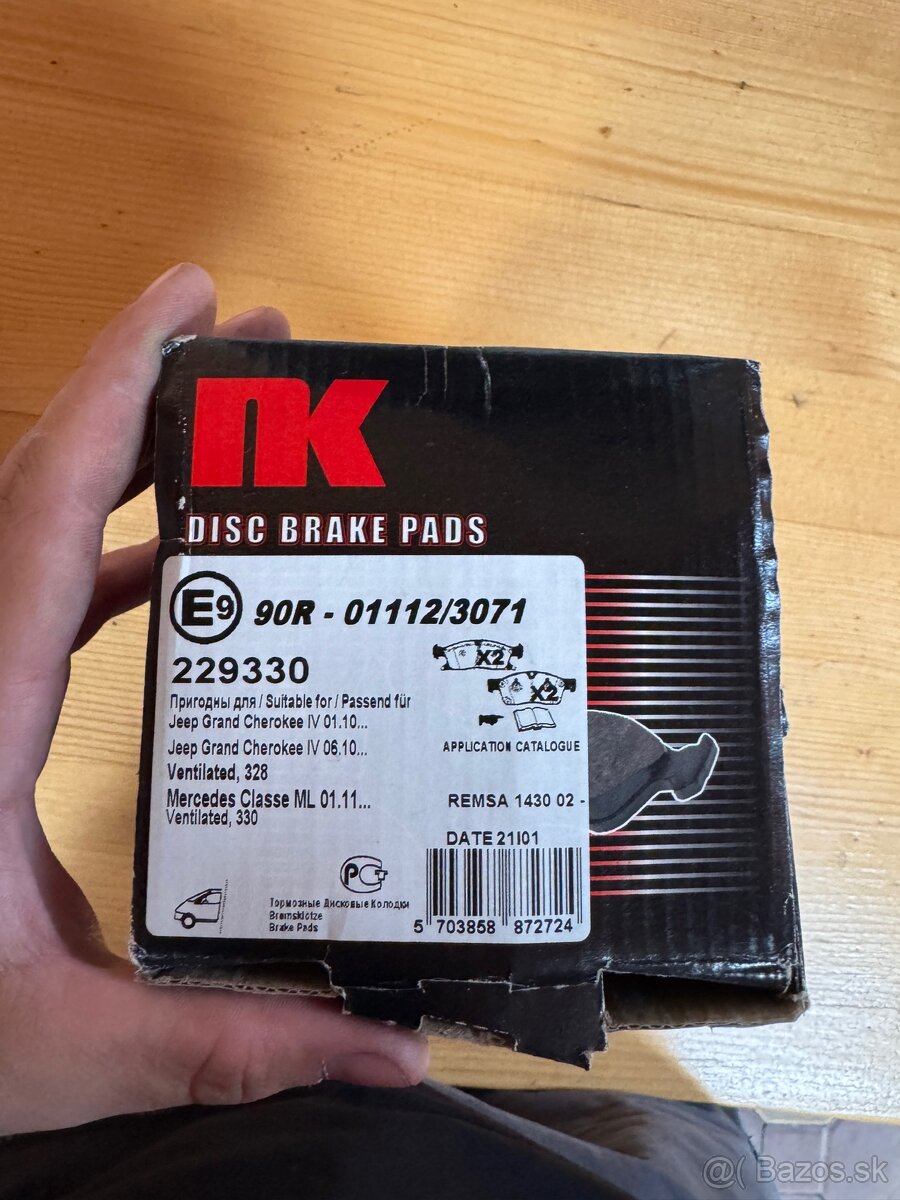 NK
DISC BRAKE PADS
E9 90R - 01112/3071
229330
X2
X2
Пригодны для / Suitable for / Passend für
Jeep Grand Cherokee IV 01.10...
Jeep Grand Cherokee IV 06.10...
Ventilated, 328
Mercedes Classe ML 01.11...
Ventilated, 330
APPLICATION CATALOGUE
REMSA 1430 02 -
DATE 21I01
РСТ
Тормозные Дисковые Колодки
Bremsklötze
Brake Pads
5 703858 872724
@( Bazos.sk